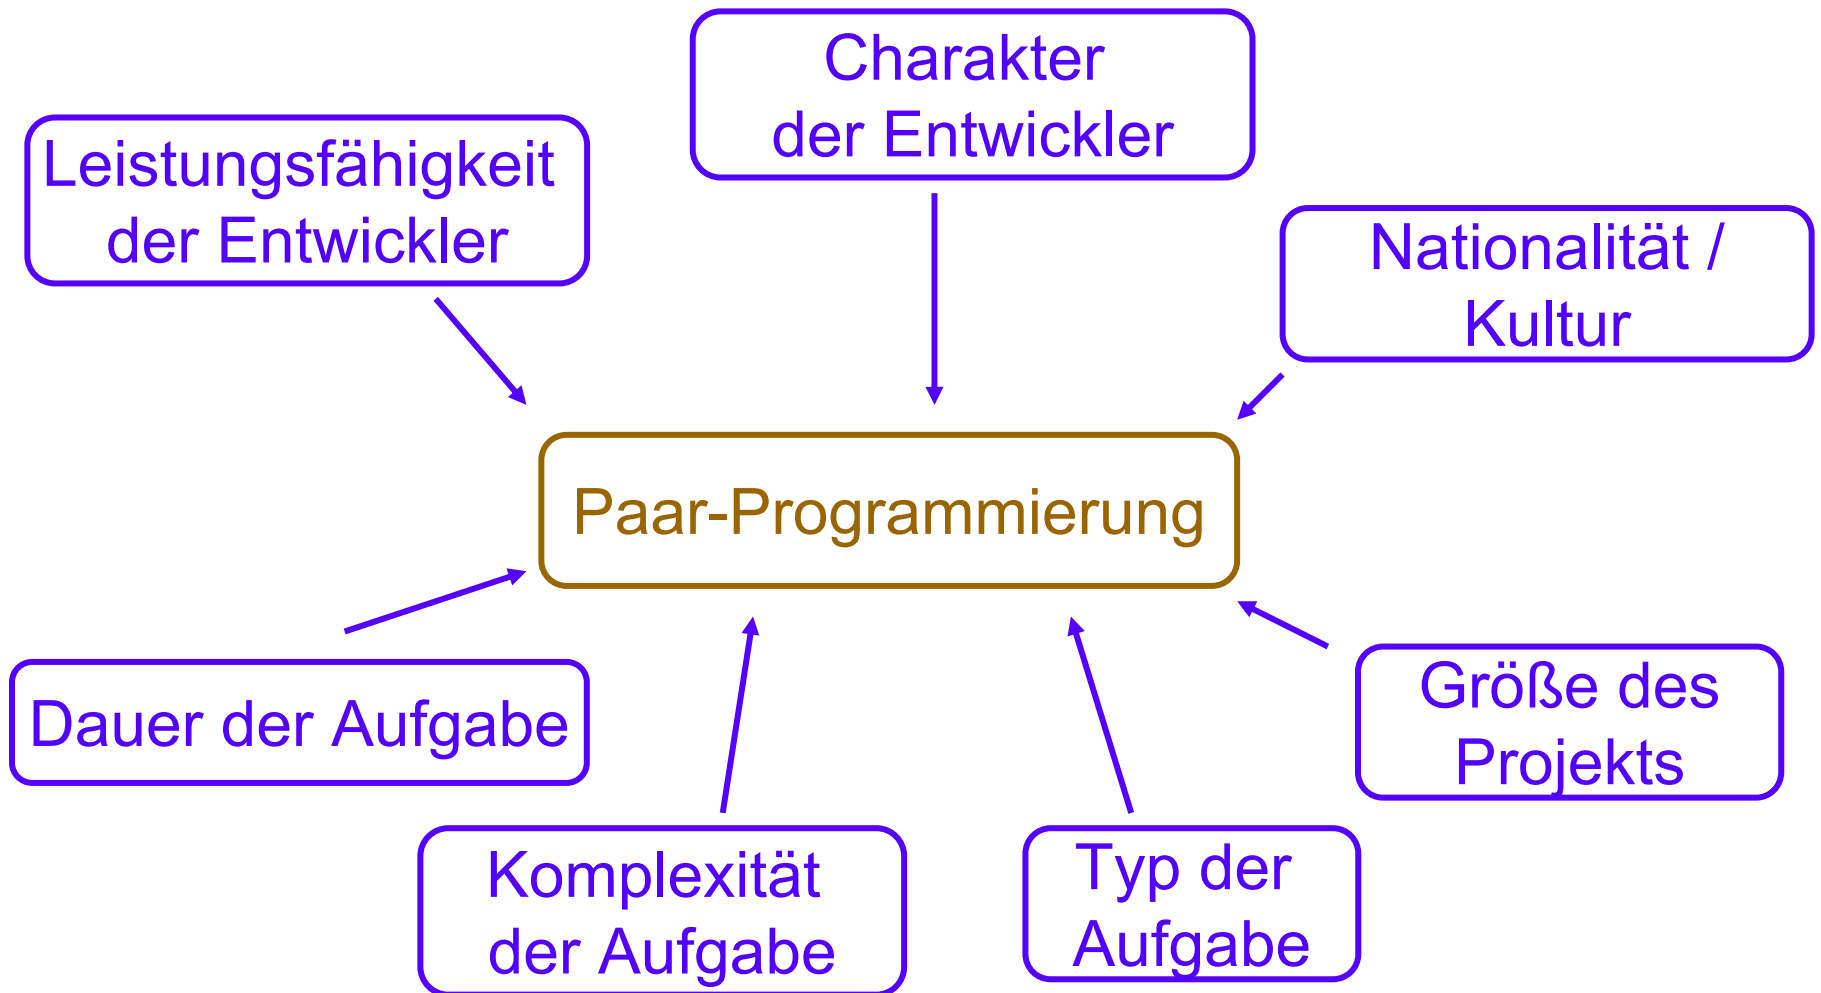 Charakter
der Entwickler
Leistungsfähigkeit
der Entwickler
Nationalität /
Kultur
Paar-Programmierung
Dauer der Aufgabe
Größe des
Projekts
Komplexität
der Aufgabe
Typ der
Aufgabe